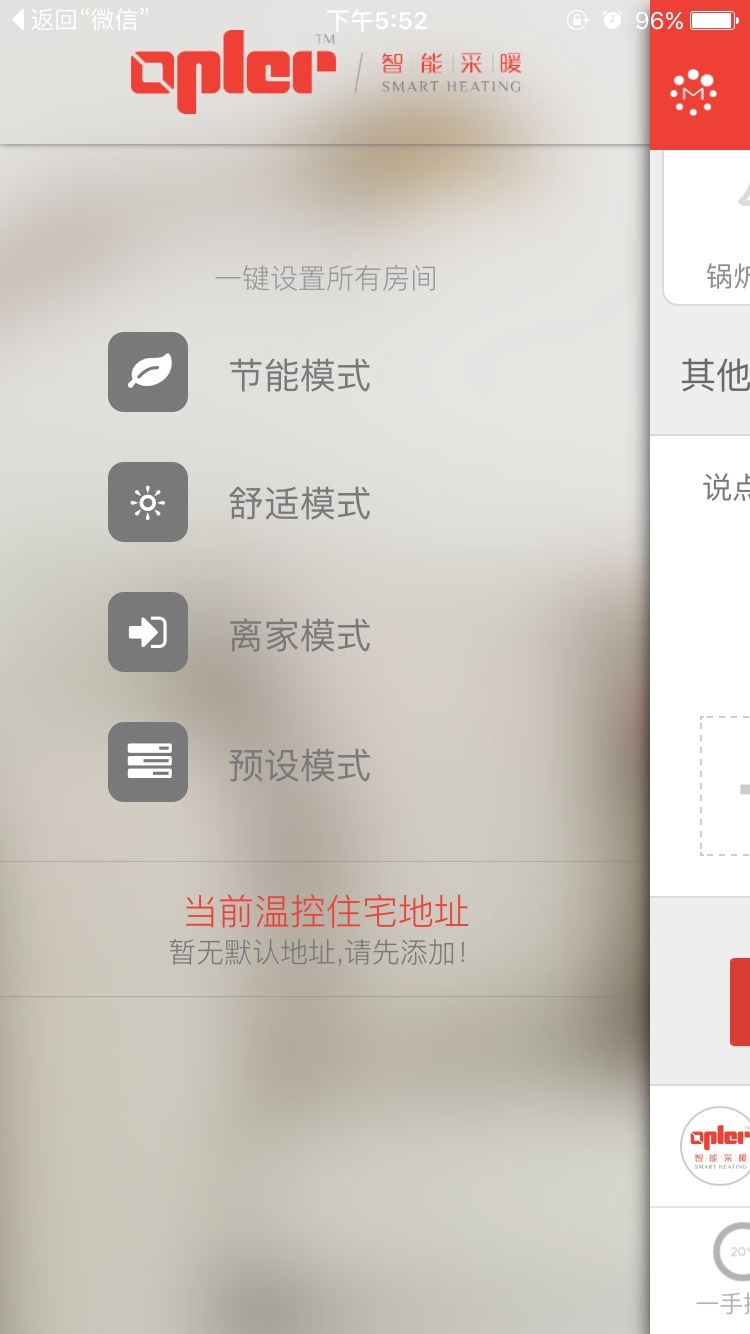 返回“微信” 下午5:52 96%
opler TM 智能采暖
SMART HEATING
一键设置所有房间
节能模式
舒适模式
离家模式
预设模式
当前温控住宅地址
暂无默认地址,请先添加!
M
锅炉
其他
说点
opler
智能采暖
SMART HEATING
20°
一手